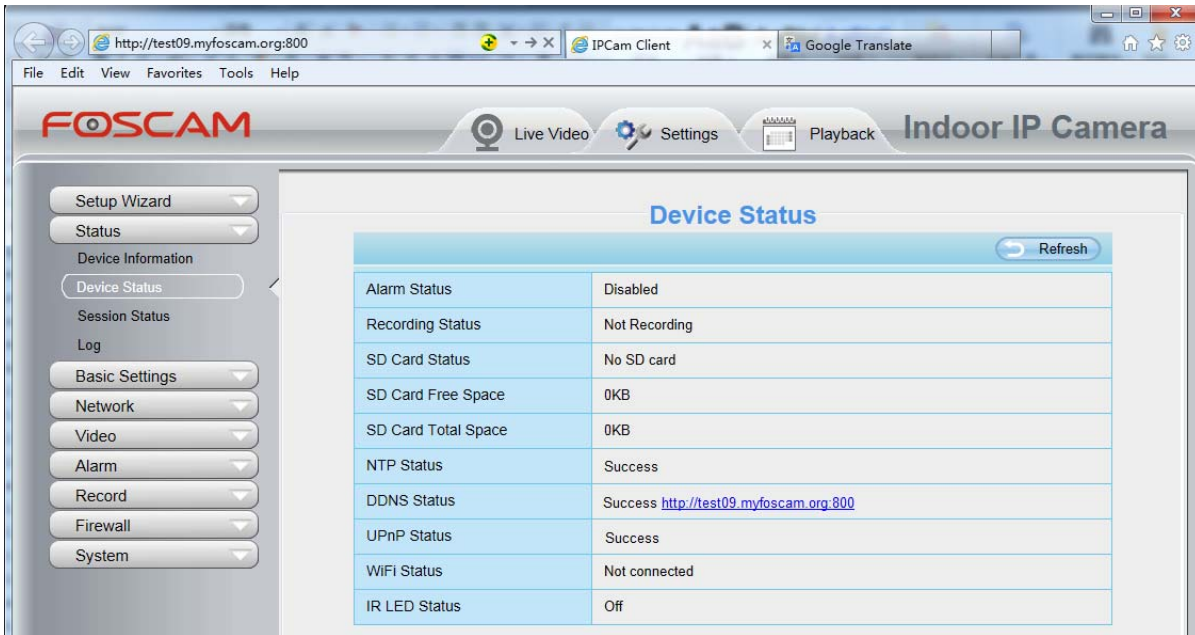 http://test09.myfoscam.org:800 IPCam Client Google Translate
File Edit View Favorites Tools Help
FOSCAM Live Video Settings Playback Indoor IP Camera
Setup Wizard
Status
Device Information
Device Status
Session Status
Log
Basic Settings
Network
Video
Alarm
Record
Firewall
System
Device Status
Refresh
Alarm Status Disabled
Recording Status Not Recording
SD Card Status No SD card
SD Card Free Space 0KB
SD Card Total Space 0KB
NTP Status Success
DDNS Status Success http://test09.myfoscam.org:800
UPnP Status Success
WiFi Status Not connected
IR LED Status Off